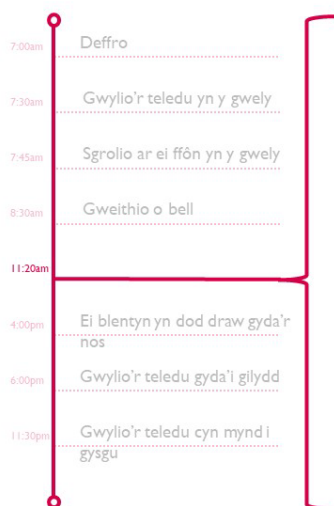 7:00am Deffro
7:30am Gwylio'r teledu yn y gwely
7:45am Sgrolio ar ei ffôn yn y gwely
8:30am Gweithio o bell
11:20am
4:00pm Ei blentyn yn dod draw gyda'r
nos
6:00pm Gwylio'r teledu gyda'i gilydd
11:30pm Gwylio'r teledu cyn mynd i
gysgu